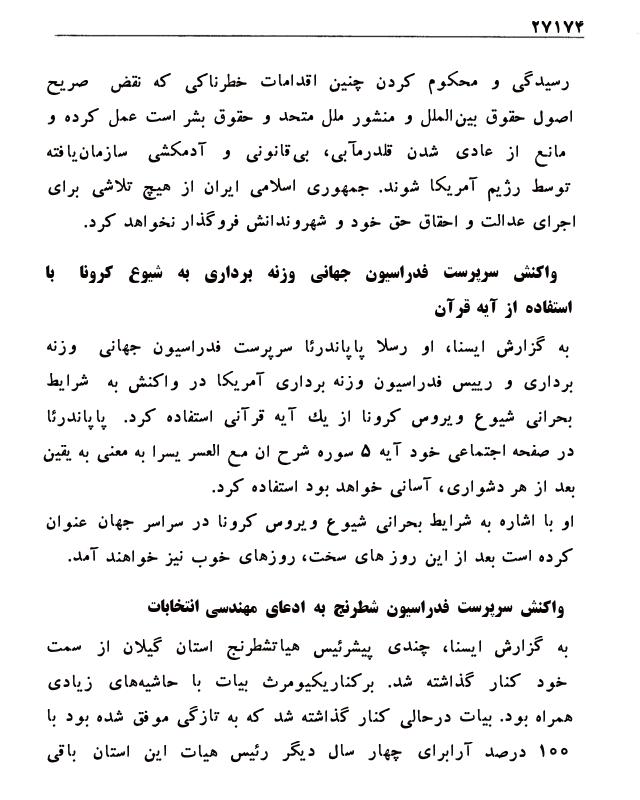 ۲۷۱۷۴
رسیدگی و محکوم کردن چنین اقدامات خطرناکی که نقض صریح
اصول حقوق بین‌الملل و منشور ملل متحد و حقوق بشر است عمل کرده و
مانع از عادی شدن قلدرمآبی، بی‌قانونی و آدمکشی سازمان‌یافته
توسط رژیم آمریکا شوند. جمهوری اسلامی ایران از هیچ تلاشی برای
اجرای عدالت و احقاق حق خود و شهروندانش فروگذار نخواهد کرد.
واکنش سرپرست فدراسیون جهانی وزنه برداری به شیوع کرونا با
استفاده از آیه قرآن
به گزارش ایسنا، او رسلا پاپاندرئا سرپرست فدراسیون جهانی وزنه
برداری و رییس فدراسیون وزنه برداری آمریکا در واکنش به شرایط
بحرانی شیوع ویروس کرونا از یك آیه قرآنی استفاده کرد. پاپاندرئا
در صفحه اجتماعی خود آیه ۵ سوره شرح ان مع العسر یسرا به معنی به یقین
بعد از هر دشواری، آسانی خواهد بود استفاده کرد.
او با اشاره به شرایط بحرانی شیوع ویروس کرونا در سراسر جهان عنوان
کرده است بعد از این روز های سخت، روزهای خوب نیز خواهند آمد.
واکنش سرپرست فدراسیون شطرنج به ادعای مهندسی انتخابات
به گزارش ایسنا، چندی پیشرئیس هیاتشطرنج استان گیلان از سمت
خود کنار گذاشته شد. برکناریکیومرث بیات با حاشیه‌های زیادی
همراه بود. بیات درحالی کنار گذاشته شد که به تازگی موفق شده بود با
۱۰۰ درصد آرابرای چهار سال دیگر رئیس هیات این استان باقی